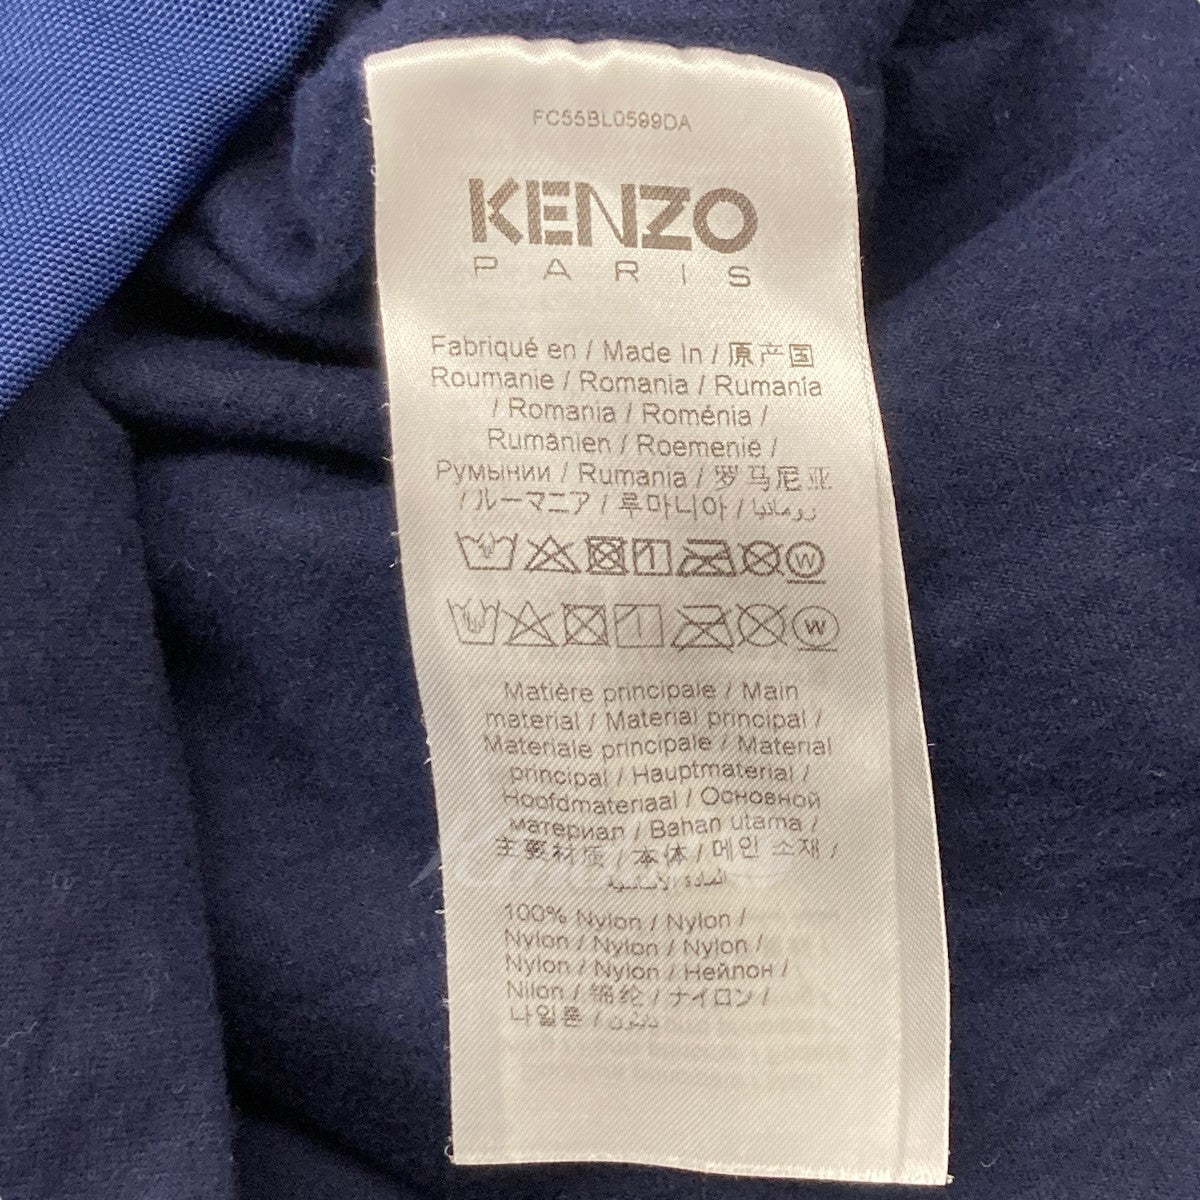 FC55BL0599DA
KENZO
PARIS
Fabriqué en / Made In / 原产国
Roumanie / Romania / Rumanía
/ Romania / Roménia /
Rumänien / Roemenië /
Румынии / Rumania / 罗马尼亚
/ ルーマニア / 루마니아 / رومانيا
W
W
Matière principale / Main
material / Material principal /
Materiale principale / Material
principal / Hauptmaterial /
Hoofdmateriaal / Основной
материал / Bahan utama /
主要材质 / 本体 / 메인 소재 /
المادة الأساسية
100% Nylon / Nylon /
Nylon / Nylon / Nylon /
Nylon / Nylon / Нейлон /
Nilon / 锦纶 / ナイロン /
나일론 / نايلون